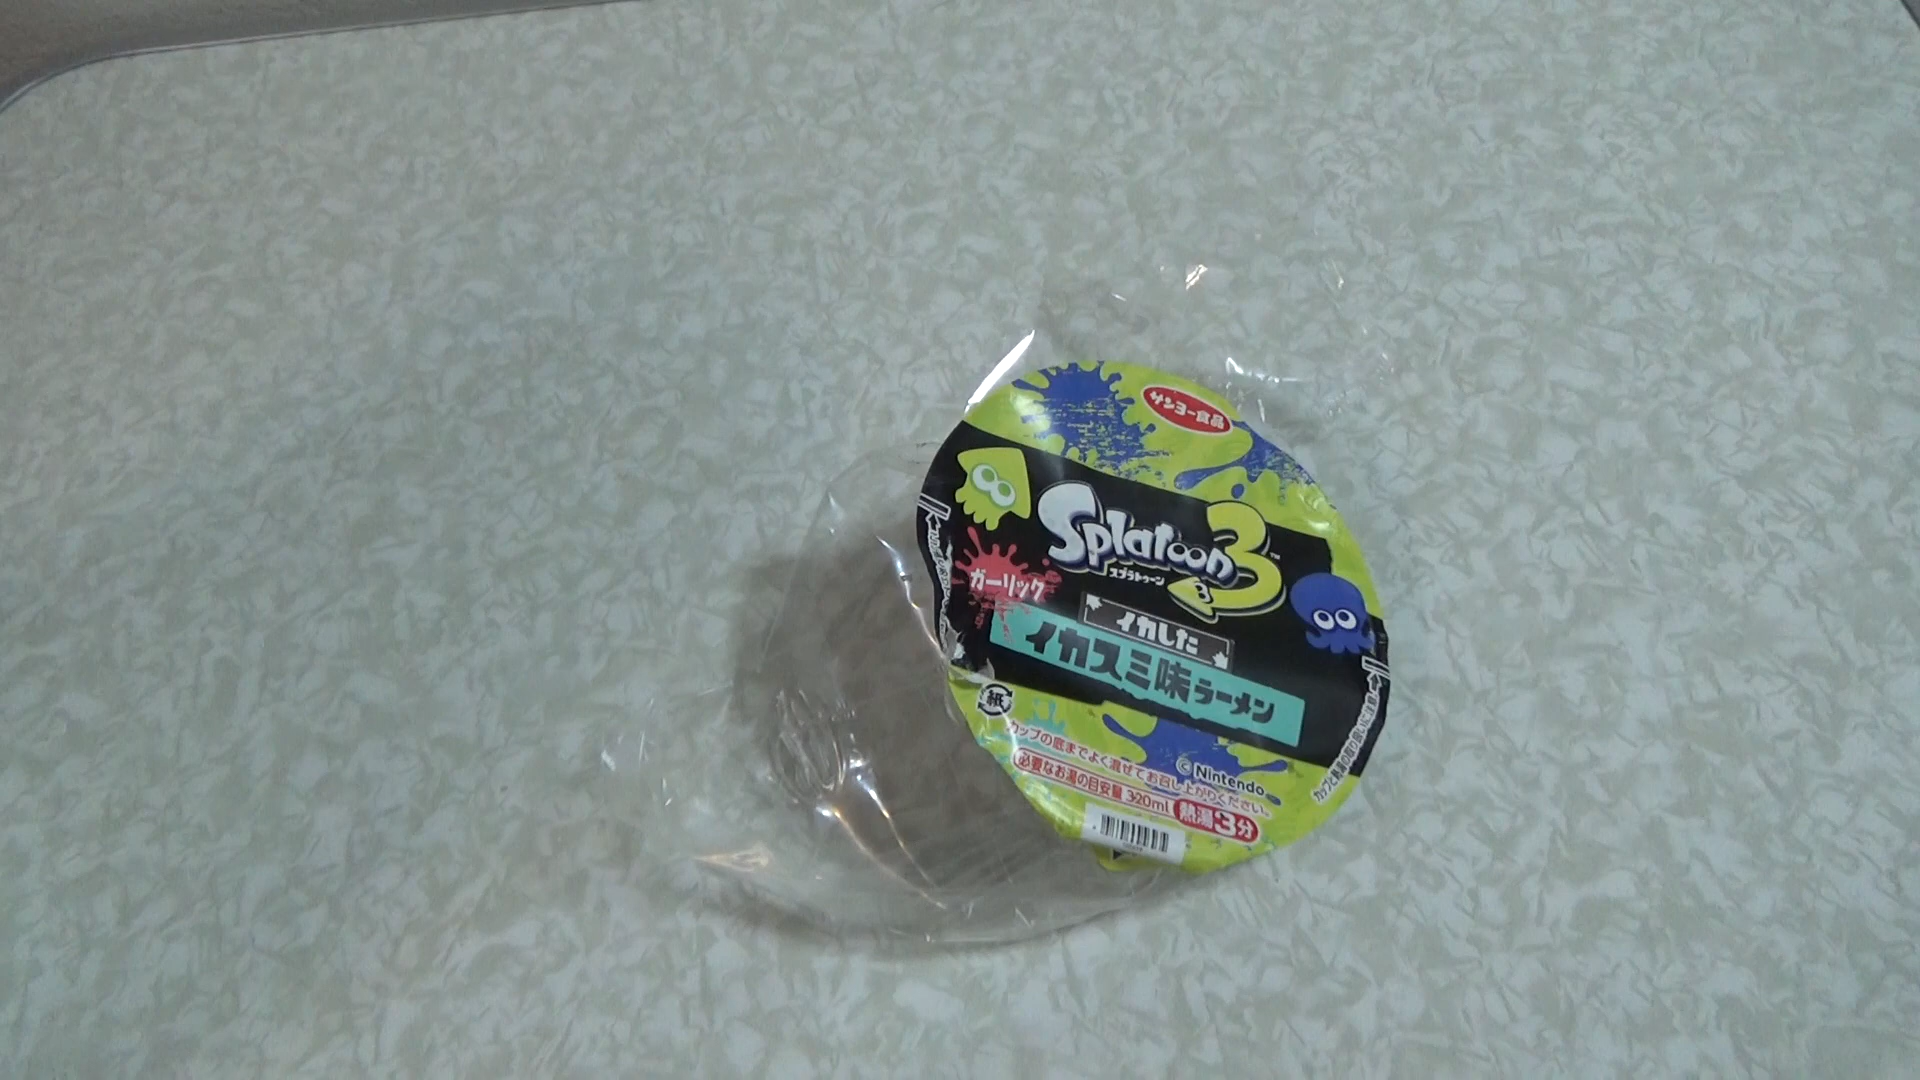 サンヨー食品
Splatoon3™
スプラトゥーン
ガーリック
イカした
イカスミ味ラーメン
紙
カップの底までよく混ぜてお召し上がりください。
© Nintendo
必要なお湯の目安量 320ml 熱湯3分